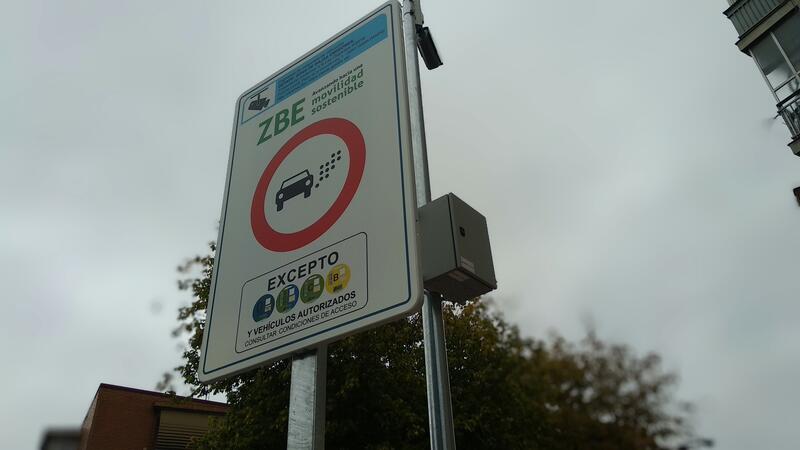 ZBE
Avanzando hacia una
movilidad
sostenible
EXCEPTO
B
Y VEHÍCULOS AUTORIZADOS
CONSULTAR CONDICIONES DE ACCESO